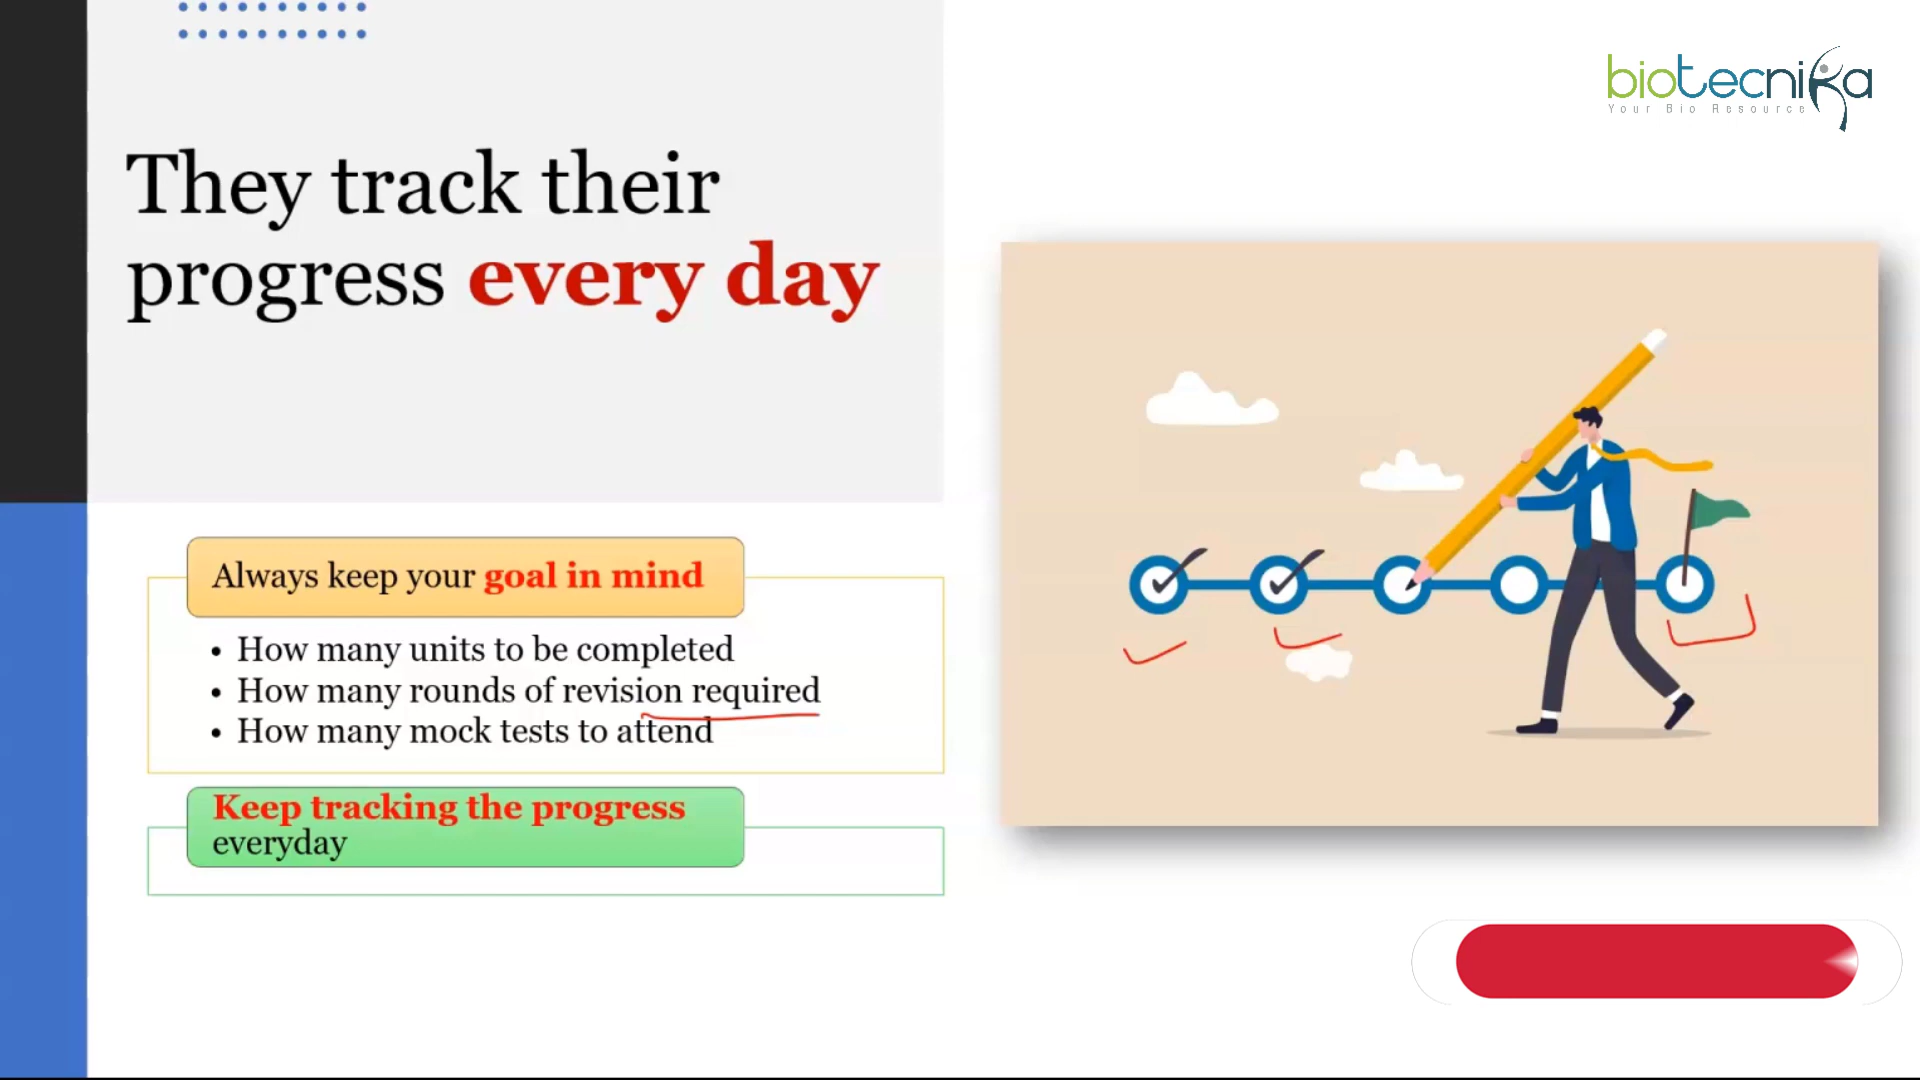 biotecnika
Your Bio Resource
They track their
progress every day
Always keep your goal in mind
• How many units to be completed
• How many rounds of revision required
• How many mock tests to attend
Keep tracking the progress
everyday